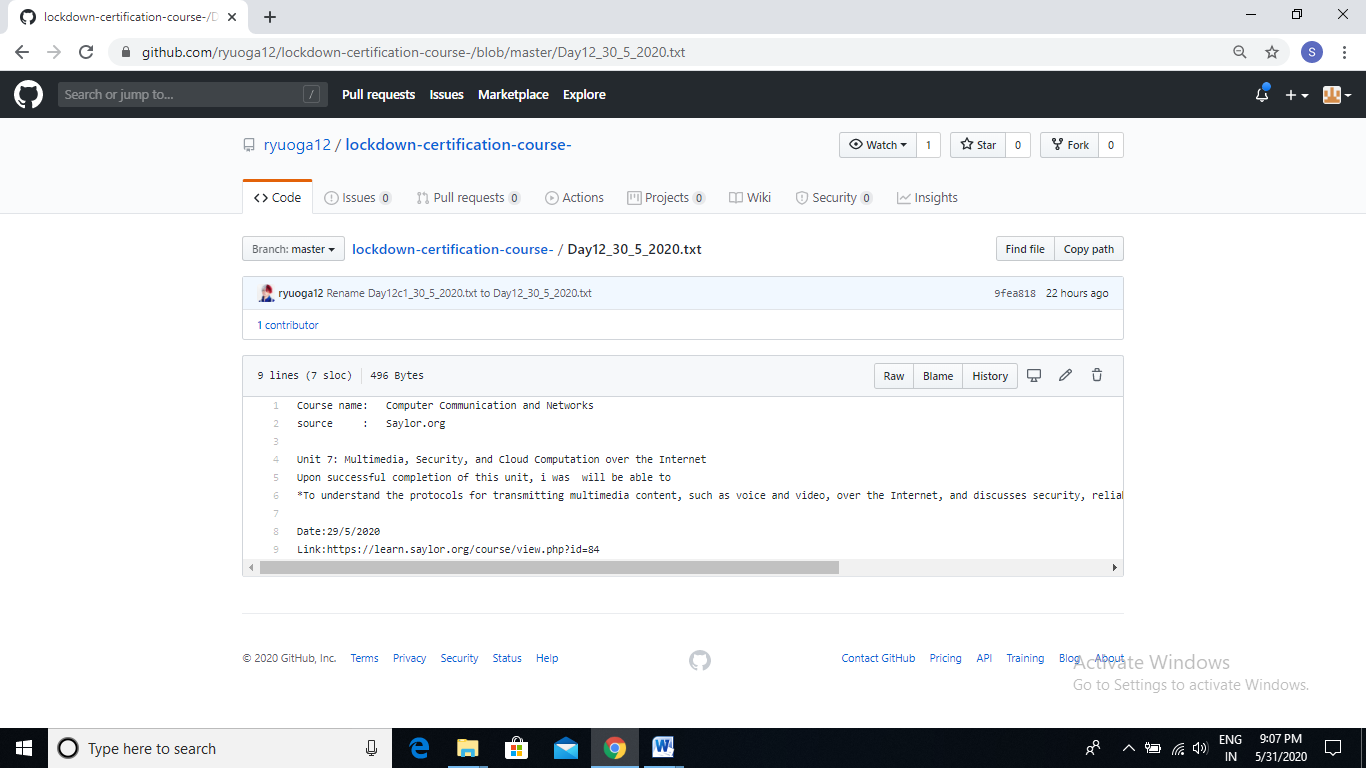 lockdown-certification-course-/D
github.com/ryuoga12/lockdown-certification-course-/blob/master/Day12_30_5_2020.txt
S
Search or jump to... / Pull requests Issues Marketplace Explore
ryuoga12 / lockdown-certification-course-
Watch 1 Star 0 Fork 0
Code Issues 0 Pull requests 0 Actions Projects 0 Wiki Security 0 Insights
Branch: master lockdown-certification-course- / Day12_30_5_2020.txt Find file Copy path
ryuoga12 Rename Day12c1_30_5_2020.txt to Day12_30_5_2020.txt 9fea818 22 hours ago
1 contributor
9 lines (7 sloc) 496 Bytes Raw Blame History
1 Course name: Computer Communication and Networks
2 source : Saylor.org
3
4 Unit 7: Multimedia, Security, and Cloud Computation over the Internet
5 Upon successful completion of this unit, i was will be able to
6 *To understand the protocols for transmitting multimedia content, such as voice and video, over the Internet, and discusses security, relia
7
8 Date:29/5/2020
9 Link:https://learn.saylor.org/course/view.php?id=84
© 2020 GitHub, Inc. Terms Privacy Security Status Help Contact GitHub Pricing API Training Blog About
Activate Windows
Go to Settings to activate Windows.
Type here to search
ENG
IN
9:07 PM
5/31/2020